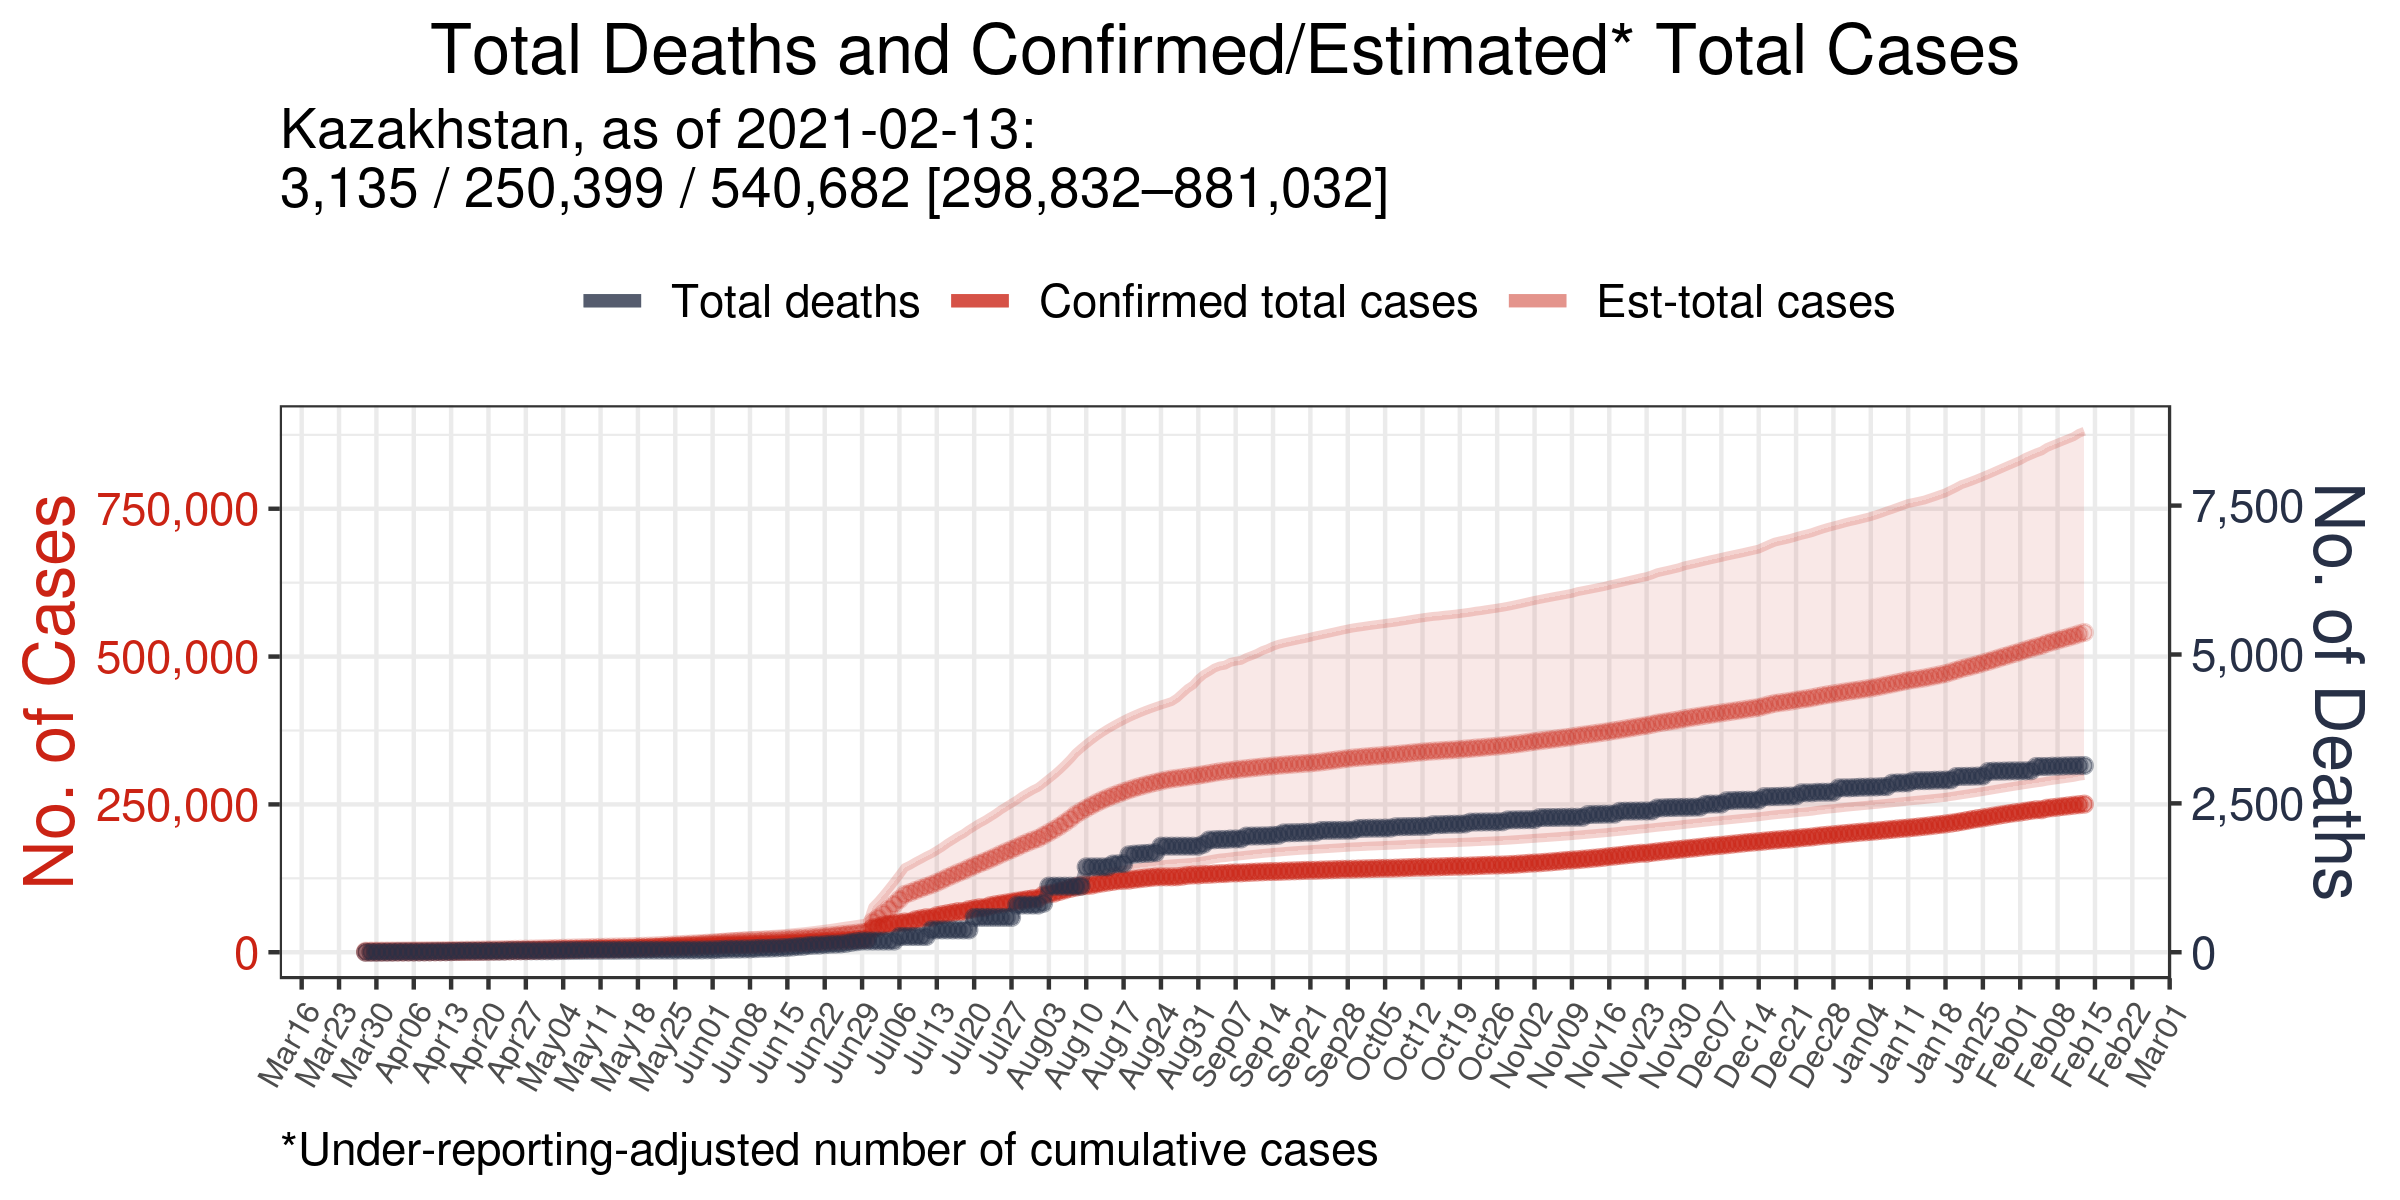 Total Deaths and Confirmed/Estimated* Total Cases
Kazakhstan, as of 2021-02-13:
3,135 / 250,399 / 540,682 [298,832–881,032]
Total deaths
Confirmed total cases
Est-total cases
No. of Cases
750,000
500,000
250,000
0
7,500
5,000
2,500
0
No. of Deaths
Mar16
Mar23
Mar30
Apr06
Apr13
Apr20
Apr27
May04
May11
May18
May25
Jun01
Jun08
Jun15
Jun22
Jun29
Jul06
Jul13
Jul20
Jul27
Aug03
Aug10
Aug17
Aug24
Aug31
Sep07
Sep14
Sep21
Sep28
Oct05
Oct12
Oct19
Oct26
Nov02
Nov09
Nov16
Nov23
Nov30
Dec07
Dec14
Dec21
Dec28
Jan04
Jan11
Jan18
Jan25
Feb01
Feb08
Feb15
Feb22
Mar01
*Under-reporting-adjusted number of cumulative cases